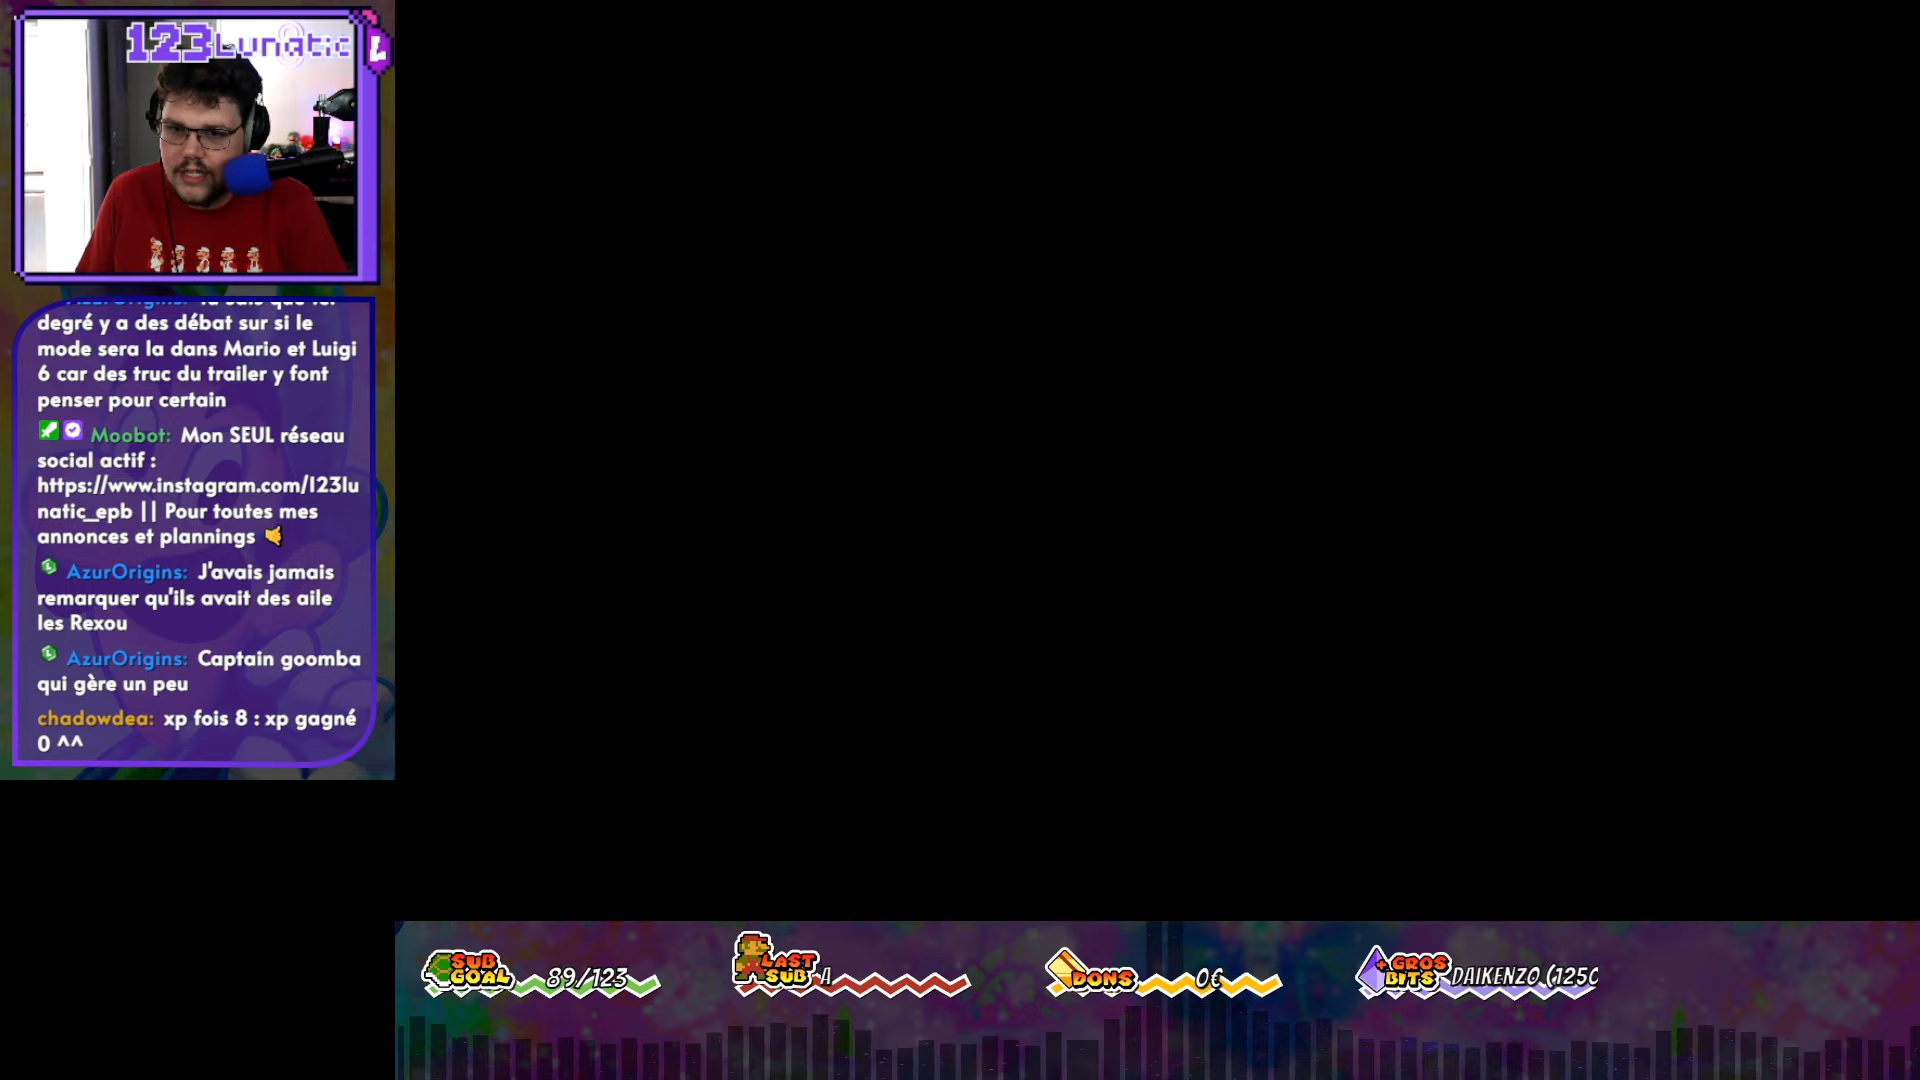 123Lunatic
L
AzurOrigins:
degré y a des débat sur si le
mode sera la dans Mario et Luigi
6 car des truc du trailer y font
penser pour certain
Moobot: Mon SEUL réseau
social actif :
https://www.instagram.com/123lu
natic_epb || Pour toutes mes
annonces et plannings
AzurOrigins: J'avais jamais
remarquer qu'ils avait des aile
les Rexou
AzurOrigins: Captain goomba
qui gère un peu
chadowdea: xp fois 8 : xp gagné
0 ^^
SUB GOAL 89/123
LAST SUB A
DONS 0€
+ GROS BITS DAIKENZO (1250